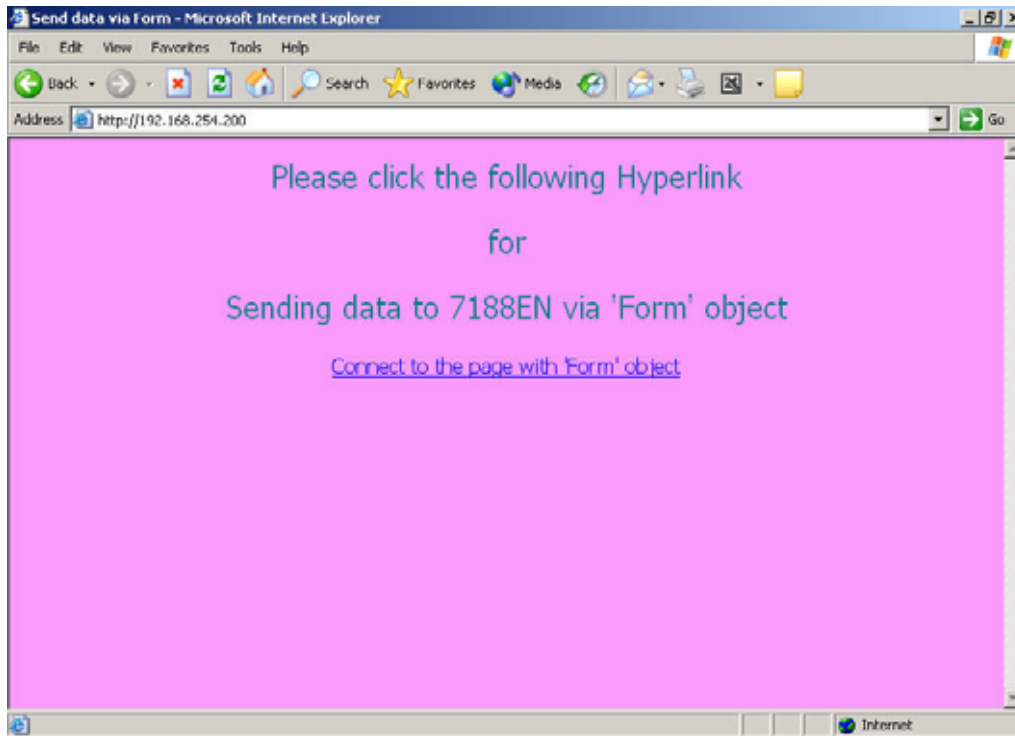 Send data via Form - Microsoft Internet Explorer
File Edit View Favorites Tools Help
Back Search Favorites Media
Address http://192.168.254.200 Go
Please click the following Hyperlink
for
Sending data to 7188EN via 'Form' object
Connect to the page with 'Form' object
Internet